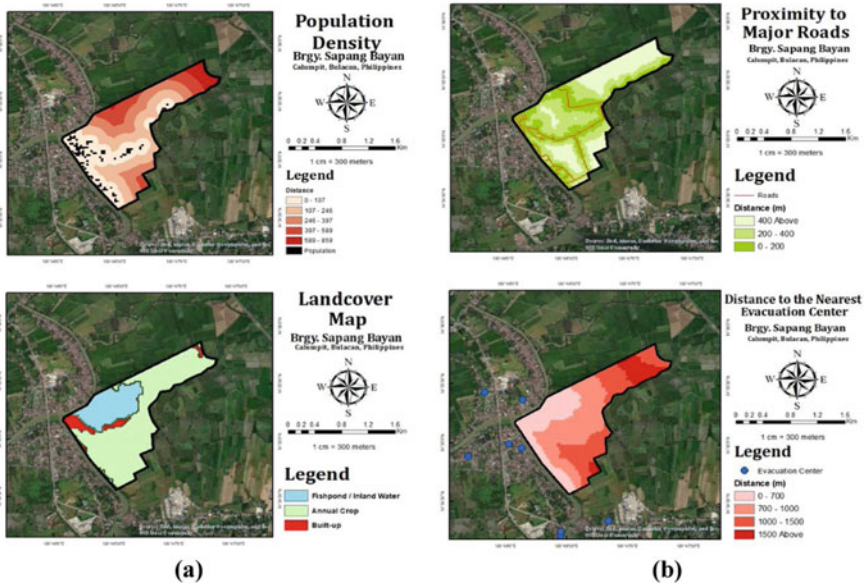 Population
Density
Brgy. Sapang Bayan
Calumpit, Bulacan, Philippines
N
W E
S
0 0.2 0.4 0.8 1.2 1.6
Km
1 cm = 300 meters
Legend
Distance
0 - 107
107 - 246
246 - 397
397 - 589
589 - 859
Population
Proximity to
Major Roads
Brgy. Sapang Bayan
Calumpit, Bulacan, Philippines
N
W E
S
0 0.2 0.4 0.8 1.2 1.6
Km
1 cm = 300 meters
Legend
Roads
Distance (m)
400 Above
200 - 400
0 - 200
Landcover
Map
Brgy. Sapang Bayan
Calumpit, Bulacan, Philippines
N
W E
S
0 0.2 0.4 0.8 1.2 1.6
Km
1 cm = 300 meters
Legend
Fishpond / Inland Water
Annual Crop
Built-up
Distance to the Nearest
Evacuation Center
Brgy. Sapang Bayan
Calumpit, Bulacan, Philippines
N
W E
S
0 0.2 0.4 0.8 1.2 1.6
Km
1 cm = 300 meters
Legend
Evacuation Center
Distance (m)
0 - 700
700 - 1000
1000 - 1500
1500 Above
(a)
(b)